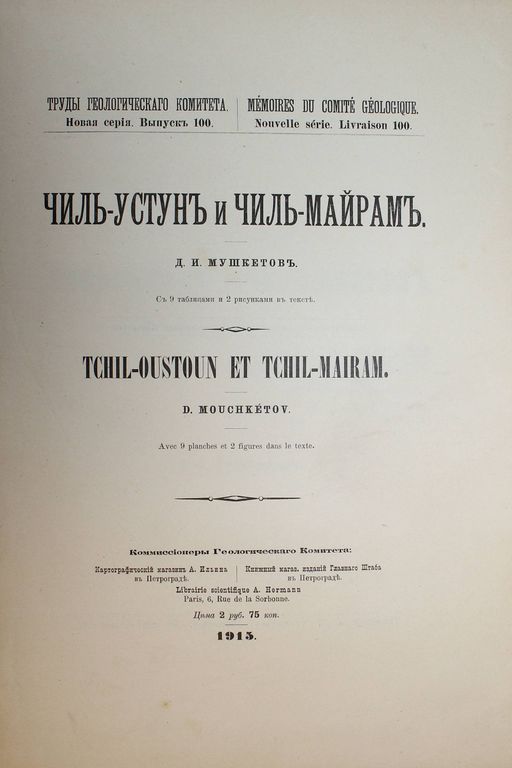 ТРУДЫ ГЕОЛОГИЧЕСКАГО КОМИТЕТА.
Новая серія. Выпускъ 100.
MÉMOIRES DU COMITÉ GÉOLOGIQUE.
Nouvelle série. Livraison 100.
ЧИЛЬ-УСТУНЪ и ЧИЛЬ-МАЙРАМЪ.
Д. И. МУШКЕТОВЪ.
Съ 9 таблицами и 2 рисунками въ текстѣ.
TCHIL-OUSTOUN ET TCHIL-MAIRAM.
D. MOUCHKÉTOV.
Avec 9 planches et 2 figures dans le texte.
Коммиссіонеры Геологическаго Комитета:
Картографическій магазинъ А. Ильина
въ Петроградѣ.
Книжный магаз. изданій Главнаго Штаба
въ Петроградѣ.
Librairie scientifique A. Hermann
Paris, 6, Rue de la Sorbonne.
Цѣна 2 руб. 75 коп.
1915.